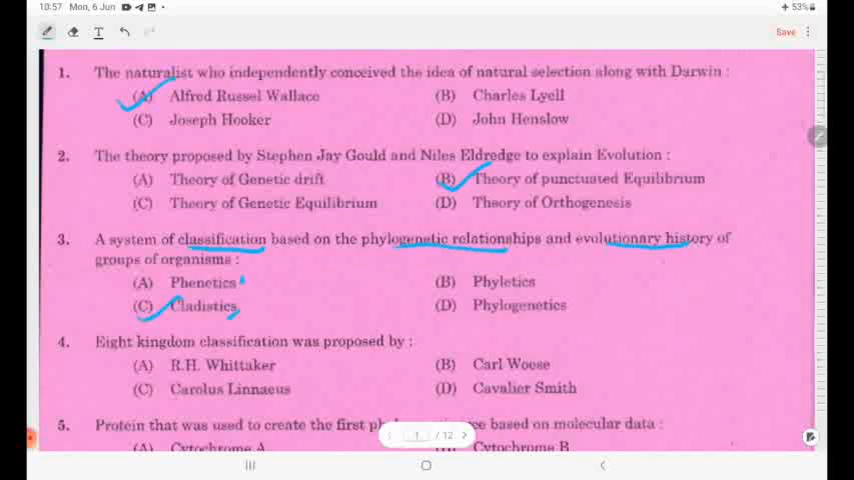 10:57 Mon, 6 Jun
53%
T
Save
1. The naturalist who independently conceived the idea of natural selection along with Darwin :
(A) Alfred Russel Wallace (B) Charles Lyell
(C) Joseph Hooker (D) John Henslow
2. The theory proposed by Stephen Jay Gould and Niles Eldredge to explain Evolution :
(A) Theory of Genetic drift (B) Theory of punctuated Equilibrium
(C) Theory of Genetic Equilibrium (D) Theory of Orthogenesis
3. A system of classification based on the phylogenetic relationships and evolutionary history of
groups of organisms :
(A) Phenetics (B) Phyletics
(C) Cladistics (D) Phylogenetics
4. Eight kingdom classification was proposed by :
(A) R.H. Whittaker (B) Carl Woese
(C) Carolus Linnaeus (D) Cavalier Smith
5. Protein that was used to create the first based on molecular data :
(A) Cytochrome A Cytochrome B
1 / 12